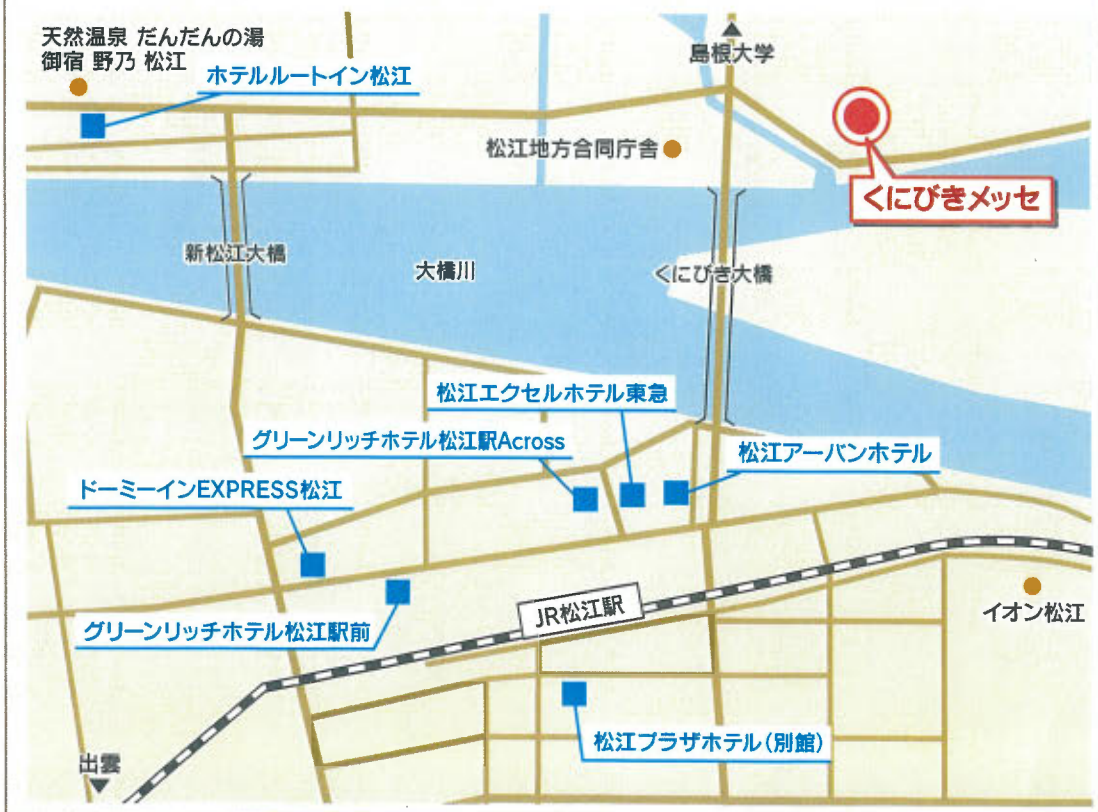 天然温泉 だんだんの湯
御宿 野乃 松江
ホテルルートイン松江
島根大学
松江地方合同庁舎
くにびきメッセ
新松江大橋
大橋川
くにびき大橋
松江エクセルホテル東急
グリーンリッチホテル松江駅Across
松江アーバンホテル
ドーミーインEXPRESS松江
JR松江駅
イオン松江
グリーンリッチホテル松江駅前
松江プラザホテル(別館)
出雲